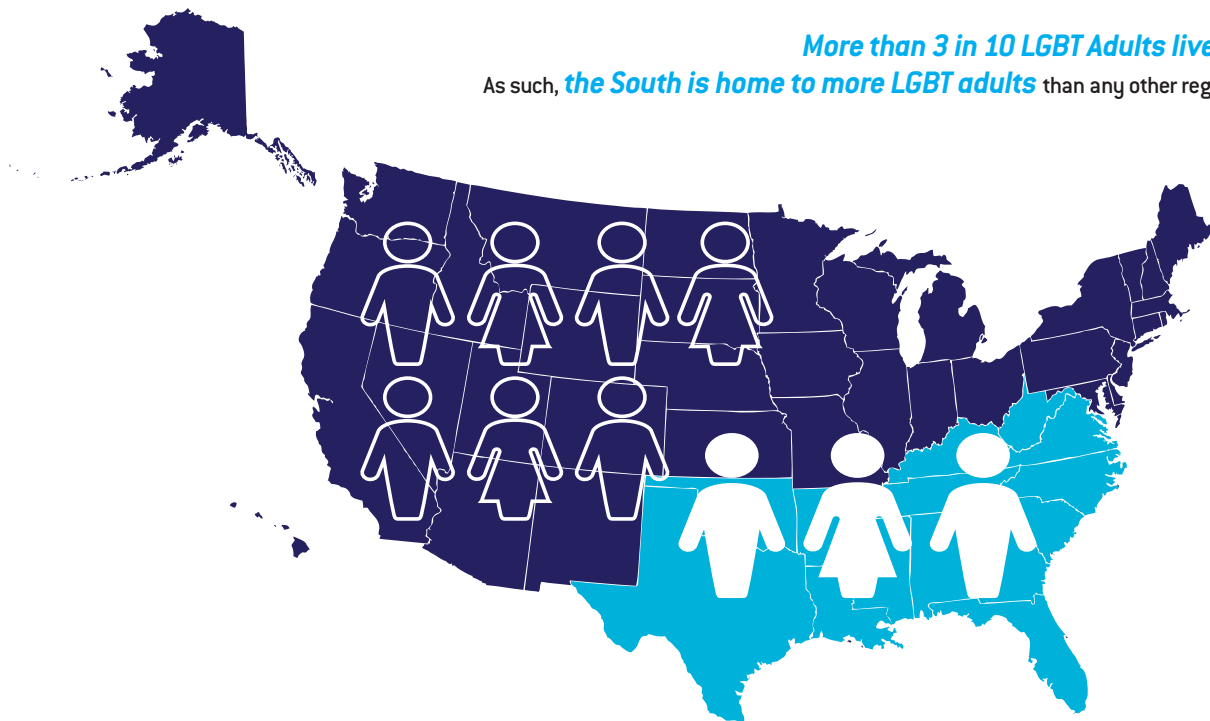 More than 3 in 10 LGBT Adults live
As such, the South is home to more LGBT adults than any other reg